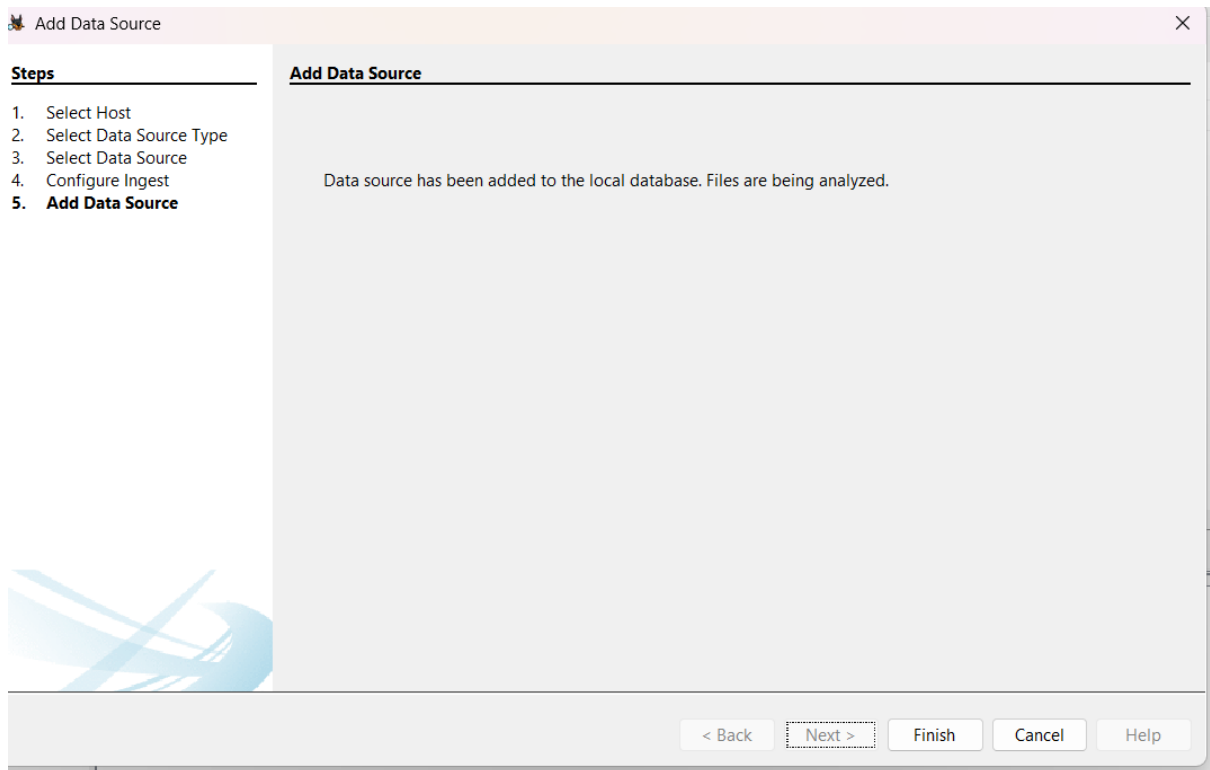 Add Data Source
Steps
1. Select Host
2. Select Data Source Type
3. Select Data Source
4. Configure Ingest
5. Add Data Source
Add Data Source
Data source has been added to the local database. Files are being analyzed.
< Back Next > Finish Cancel Help